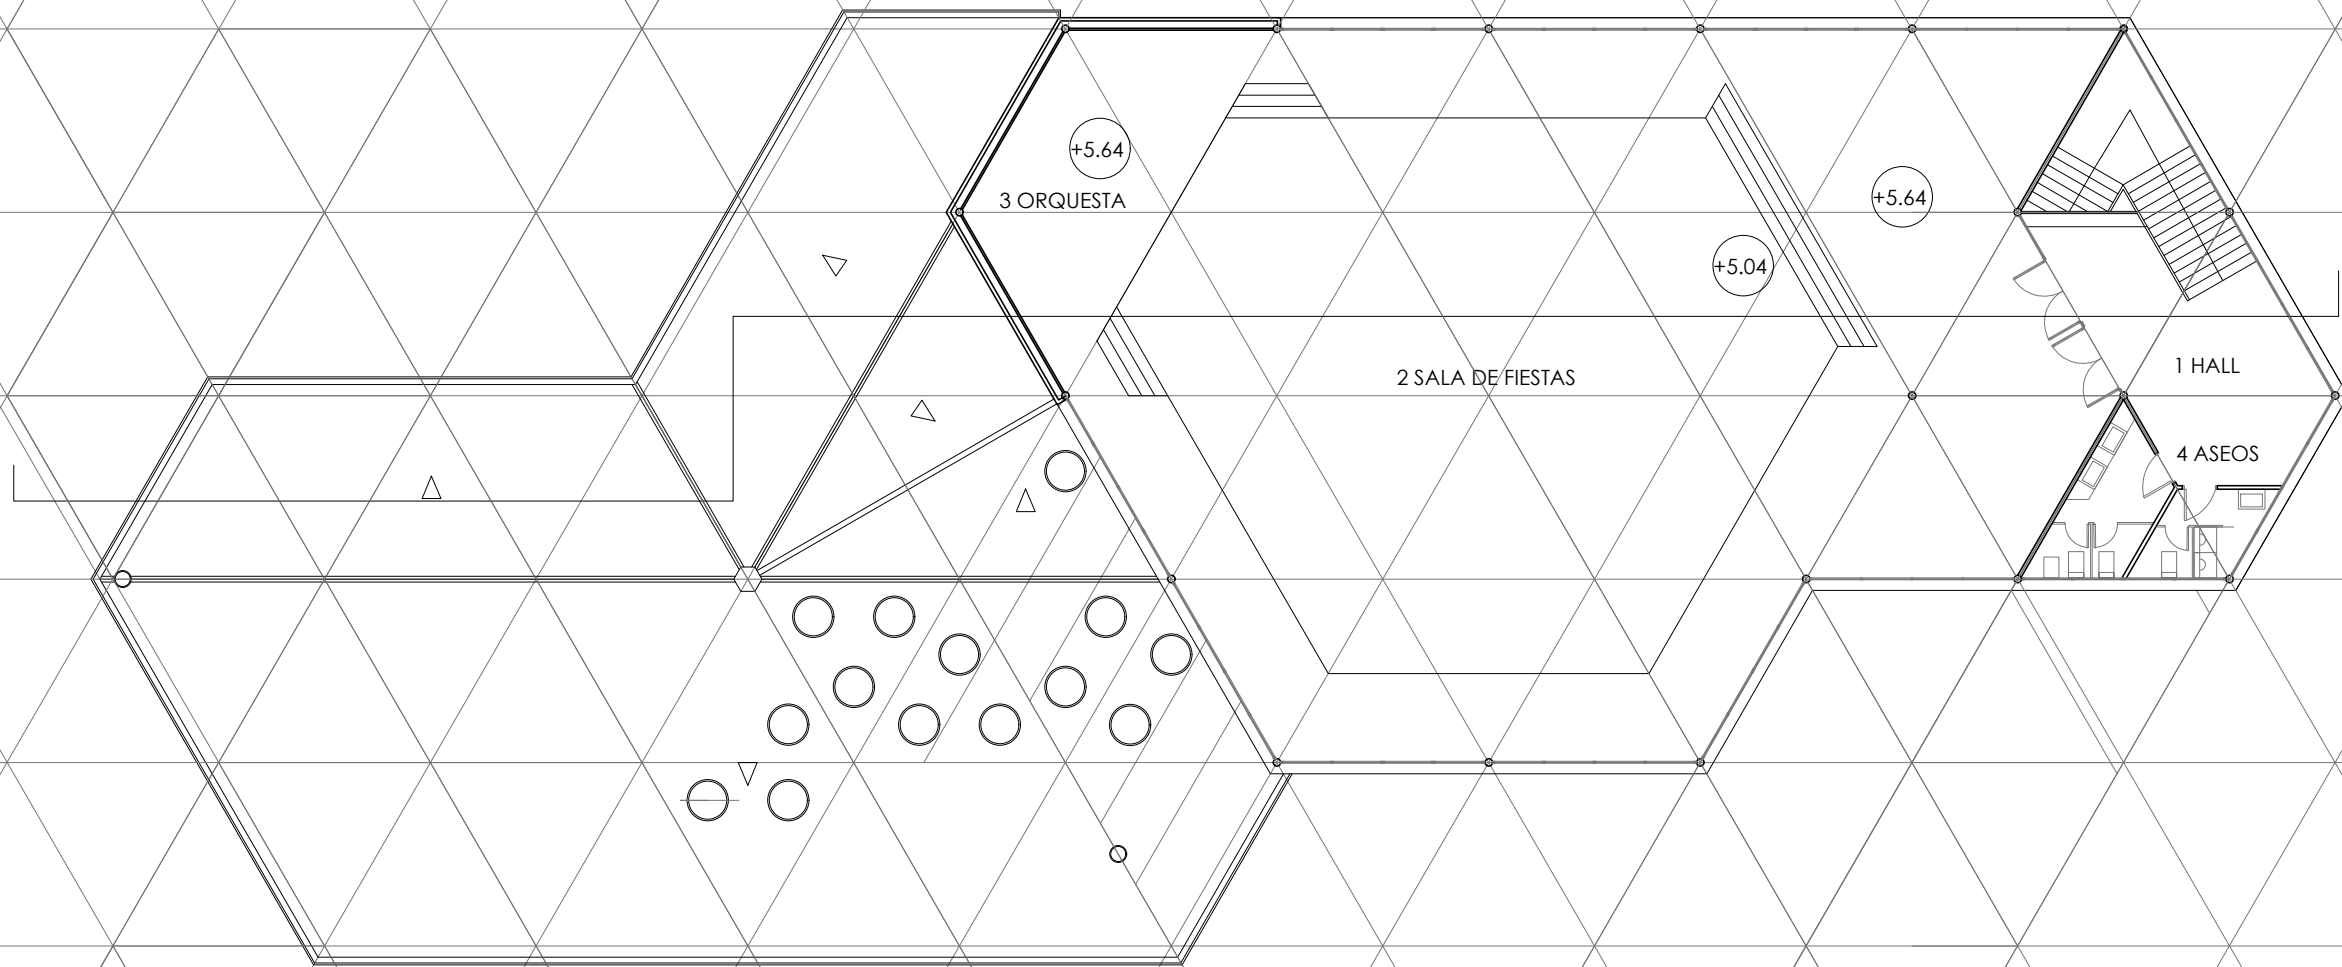 +5.64
3 ORQUESTA
+5.64
+5.04
2 SALA DE FIESTAS
1 HALL
4 ASEOS